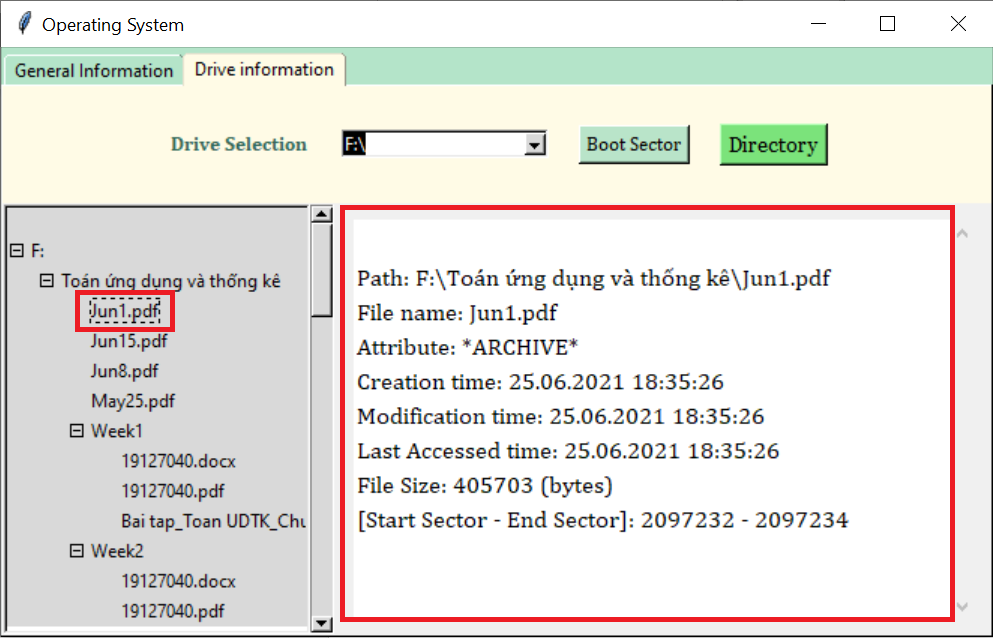 Operating System
General Information
Drive information
Drive Selection
F:\
Boot Sector
Directory
F:
Toán ứng dụng và thống kê
Jun1.pdf
Jun15.pdf
Jun8.pdf
May25.pdf
Week1
19127040.docx
19127040.pdf
Bai tap_Toan UDTK_Chu
Week2
19127040.docx
19127040.pdf
Path: F:\Toán ứng dụng và thống kê\Jun1.pdf
File name: Jun1.pdf
Attribute: *ARCHIVE*
Creation time: 25.06.2021 18:35:26
Modification time: 25.06.2021 18:35:26
Last Accessed time: 25.06.2021 18:35:26
File Size: 405703 (bytes)
[Start Sector - End Sector]: 2097232 - 2097234